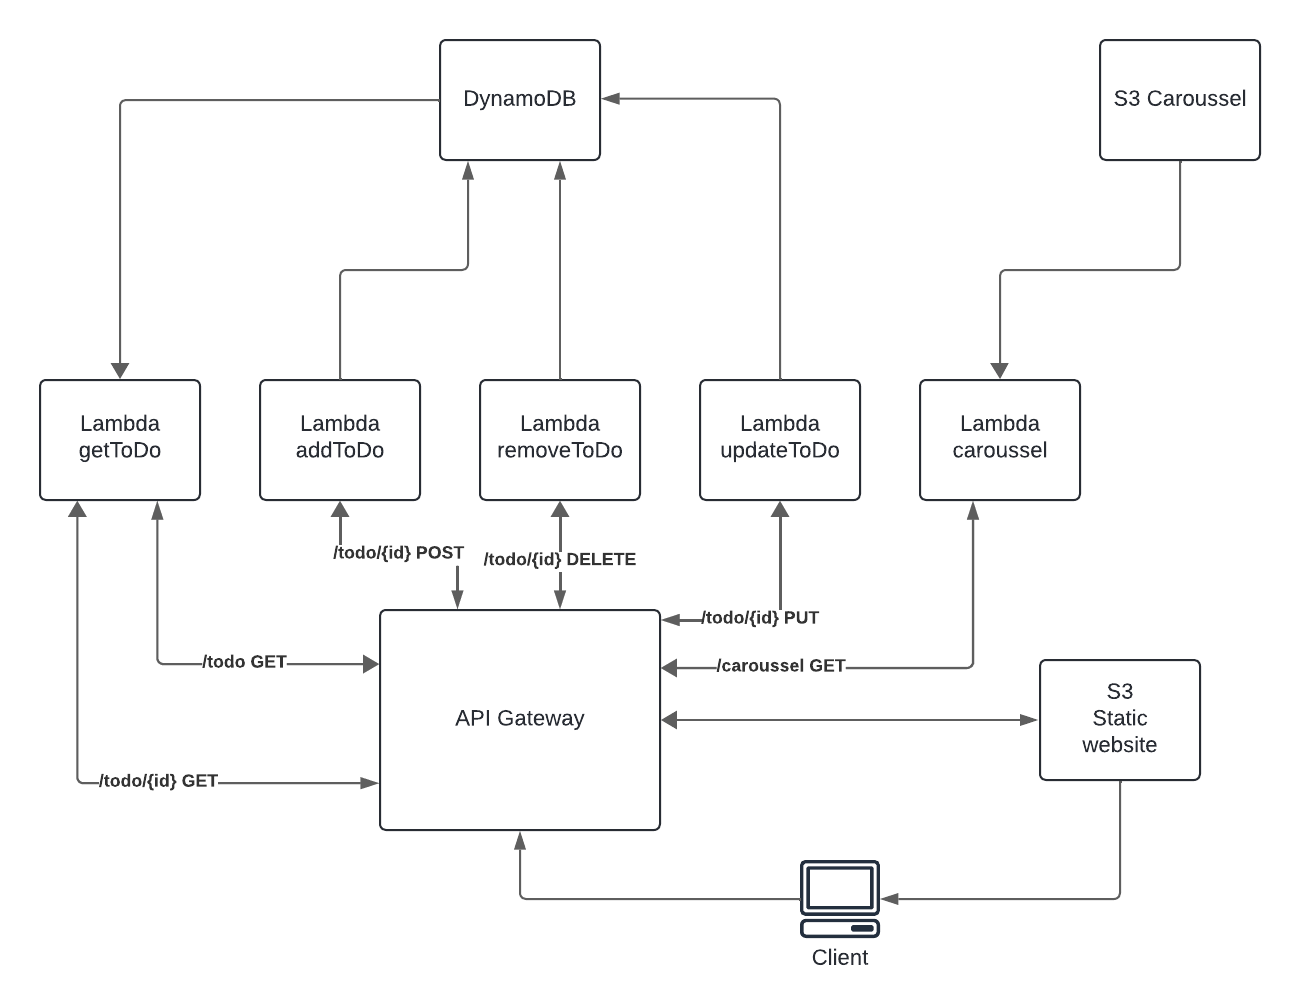 DynamoDB
S3 Caroussel
Lambda
getToDo
Lambda
addToDo
Lambda
removeToDo
Lambda
updateToDo
Lambda
caroussel
/todo/{id} POST
/todo/{id} DELETE
/todo/{id} PUT
/todo GET
/caroussel GET
API Gateway
S3
Static
website
/todo/{id} GET
Client